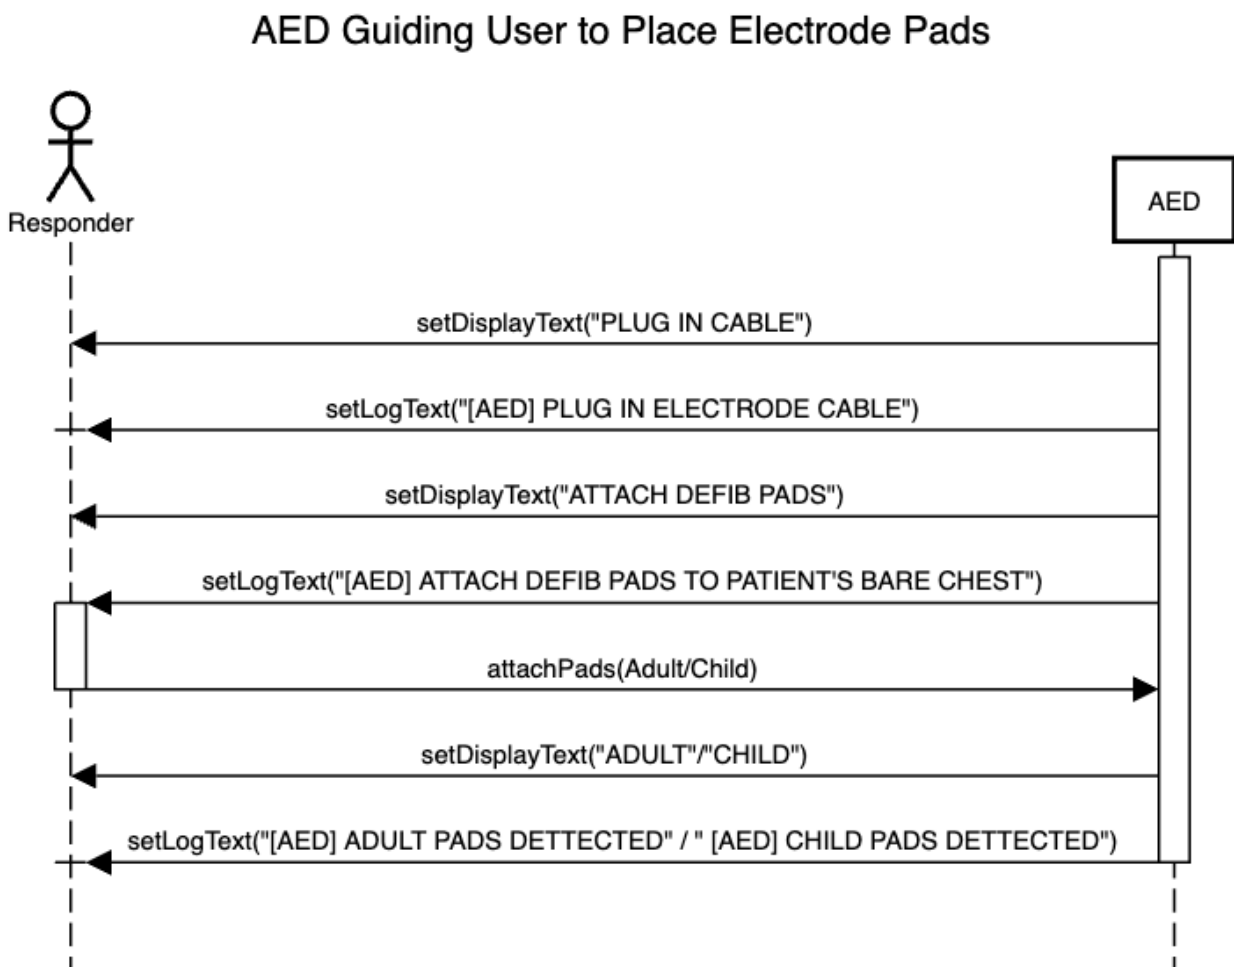 AED Guiding User to Place Electrode Pads
Responder
AED
setDisplayText("PLUG IN CABLE")
setLogText("[AED] PLUG IN ELECTRODE CABLE")
setDisplayText("ATTACH DEFIB PADS")
setLogText("[AED] ATTACH DEFIB PADS TO PATIENT'S BARE CHEST")
attachPads(Adult/Child)
setDisplayText("ADULT"/"CHILD")
setLogText("[AED] ADULT PADS DETTECTED" / " [AED] CHILD PADS DETTECTED")